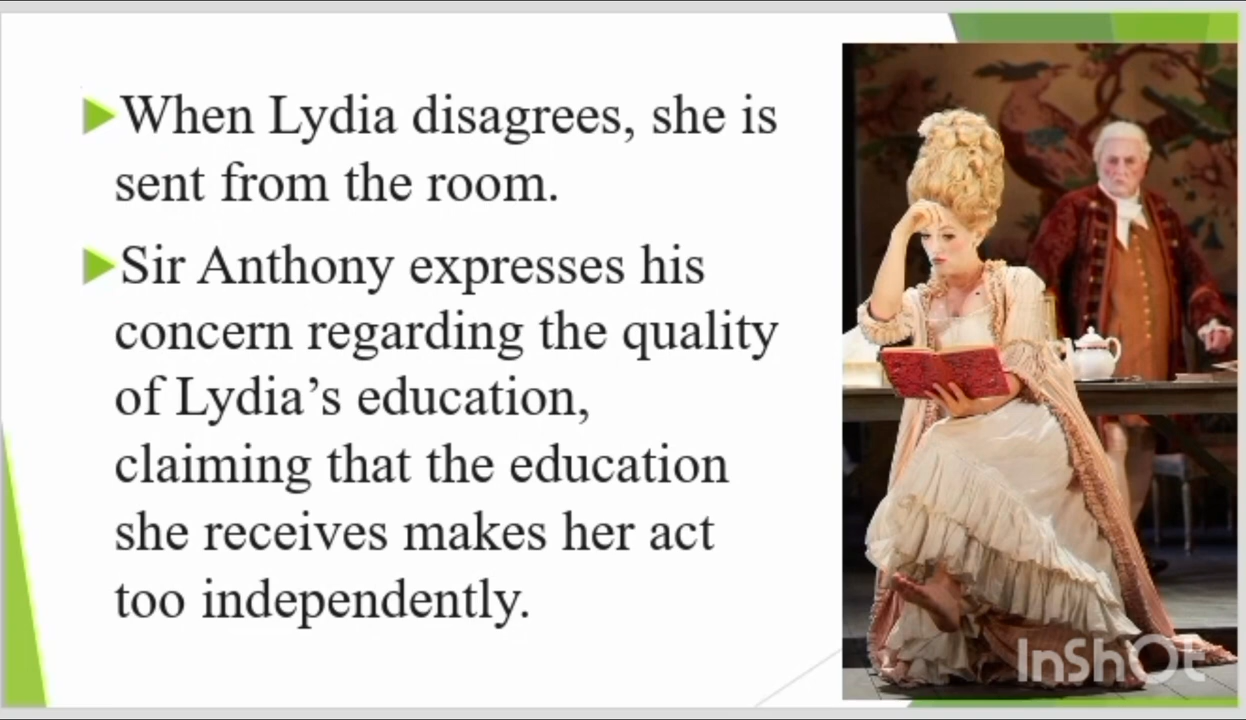 When Lydia disagrees, she is
sent from the room.
Sir Anthony expresses his
concern regarding the quality
of Lydia’s education,
claiming that the education
she receives makes her act
too independently.
InShOt